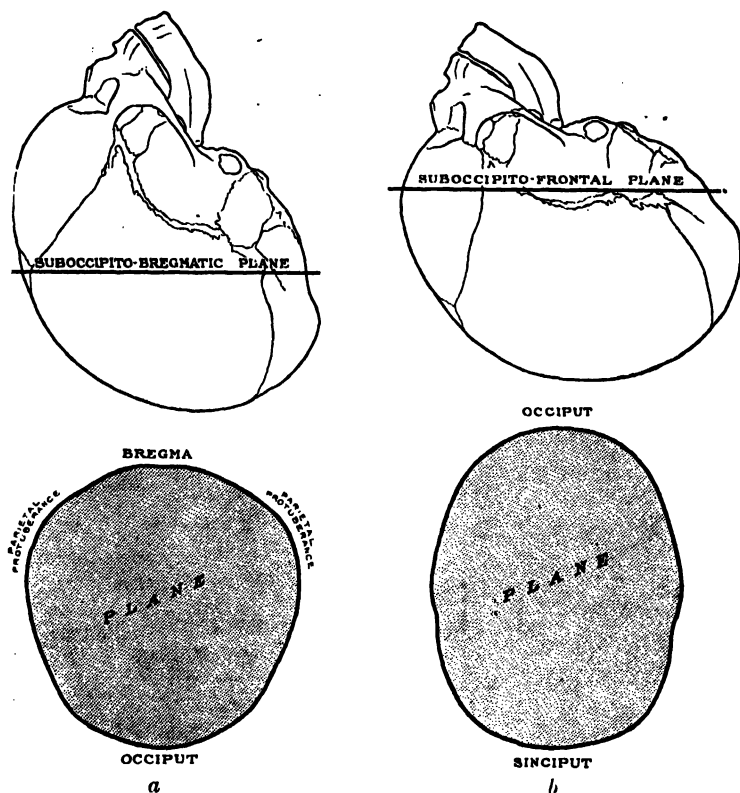 SUBOCCIPITO-BREGMATIC PLANE
SUBOCCIPITO-FRONTAL PLANE
BREGMA
PARIETAL
PROTUBERANCE
PARIETAL
PROTUBERANCE
PLANE
OCCIPUT
a
OCCIPUT
PLANE
SINCIPUT
b